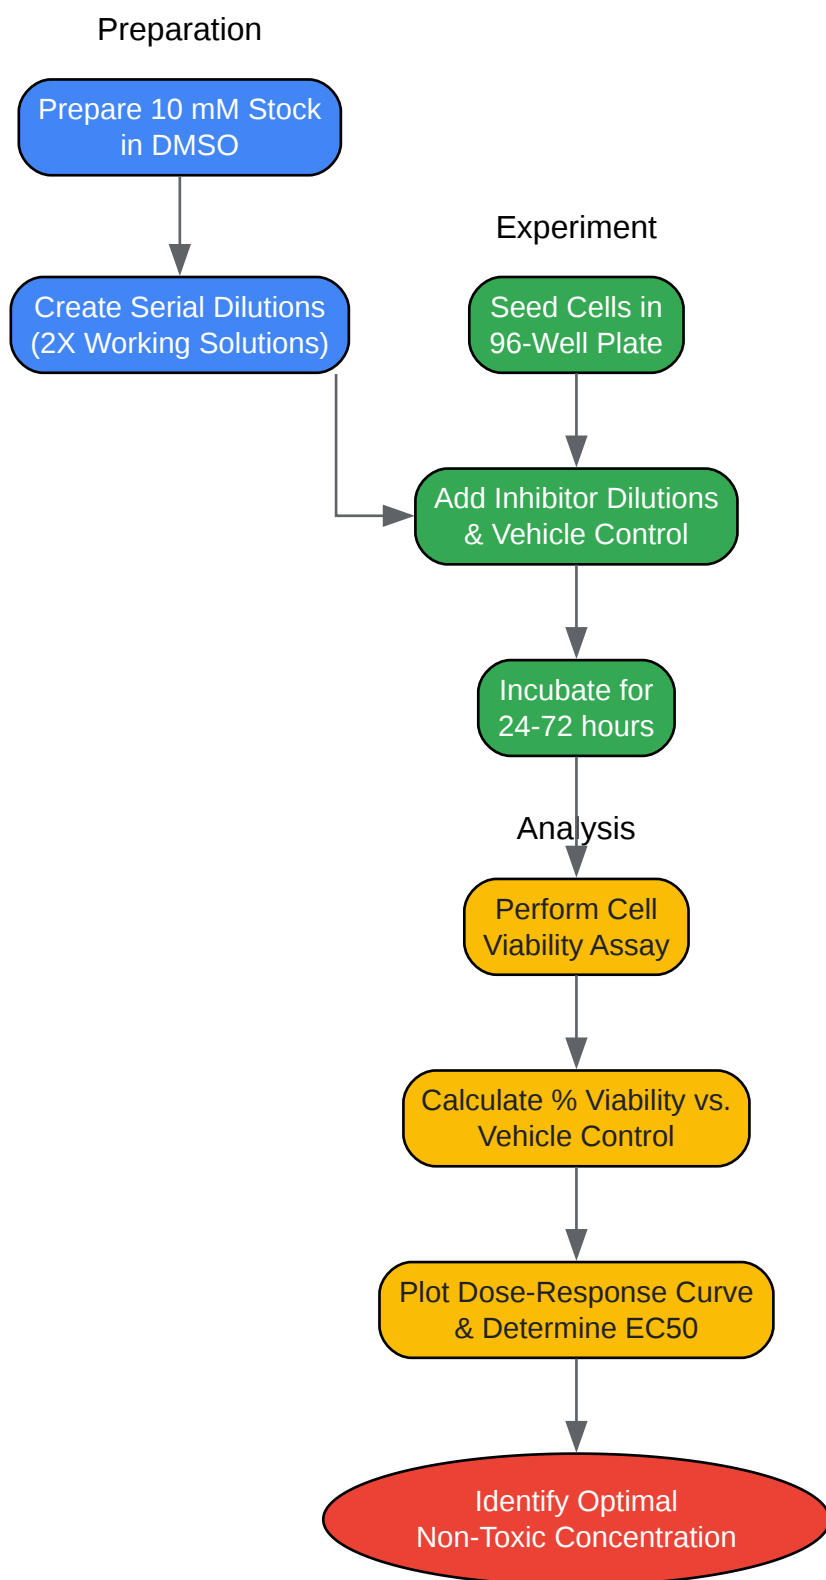 Preparation
Prepare 10 mM Stock
in DMSO
Create Serial Dilutions
(2X Working Solutions)
Experiment
Seed Cells in
96-Well Plate
Add Inhibitor Dilutions
& Vehicle Control
Incubate for
24-72 hours
Analysis
Perform Cell
Viability Assay
Calculate % Viability vs.
Vehicle Control
Plot Dose-Response Curve
& Determine EC50
Identify Optimal
Non-Toxic Concentration